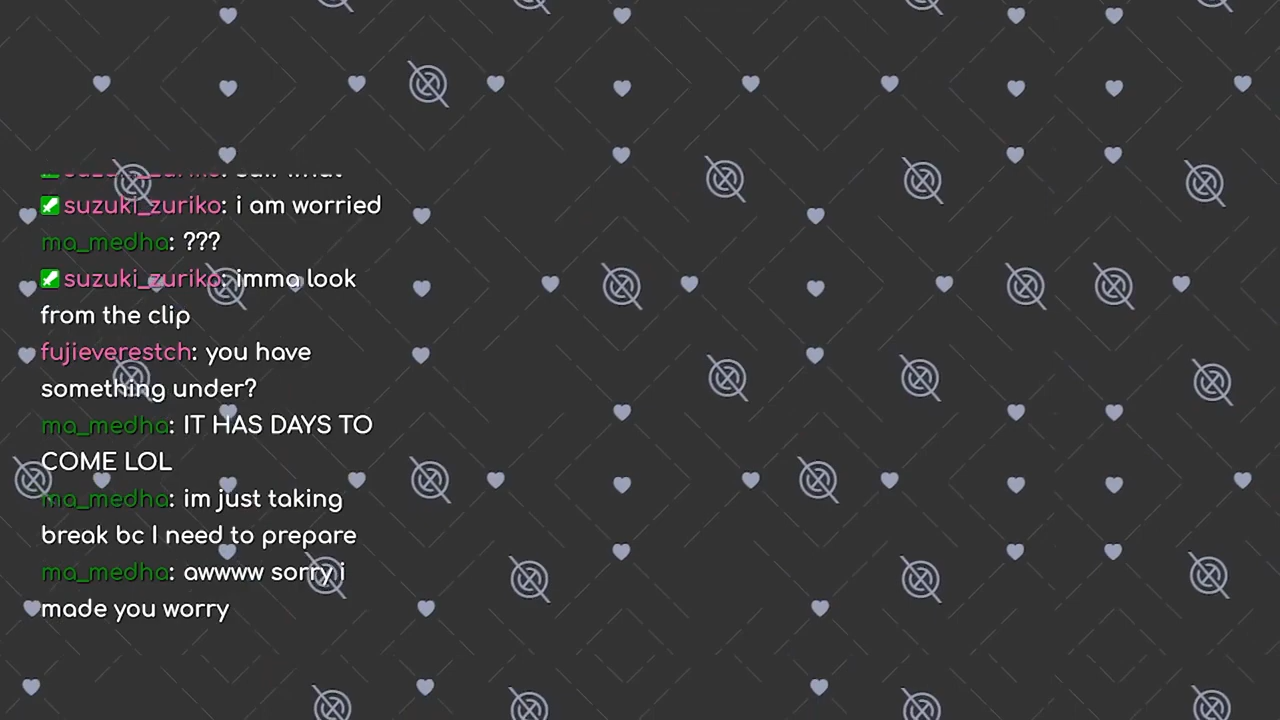 suzuki_zuriko: i am worried
ma_medha: ???
suzuki_zuriko: imma look
from the clip
fujieverestch: you have
something under?
ma_medha: IT HAS DAYS TO
COME LOL
ma_medha: im just taking
break bc I need to prepare
ma_medha: awwww sorry i
made you worry